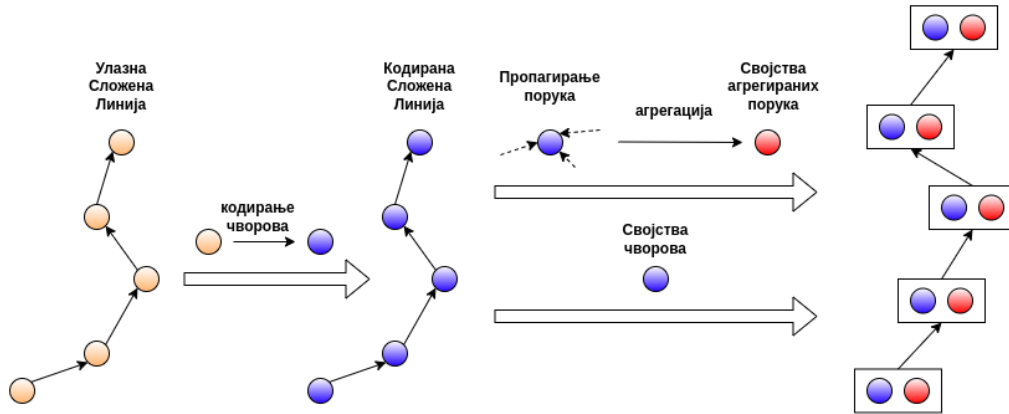 Улазна
Сложена
Линија
кодирање
чворова
Кодирана
Сложена
Линија
Пропагирање
порука
агрегација
Својства
агрегираних
порука
Својства
чворова